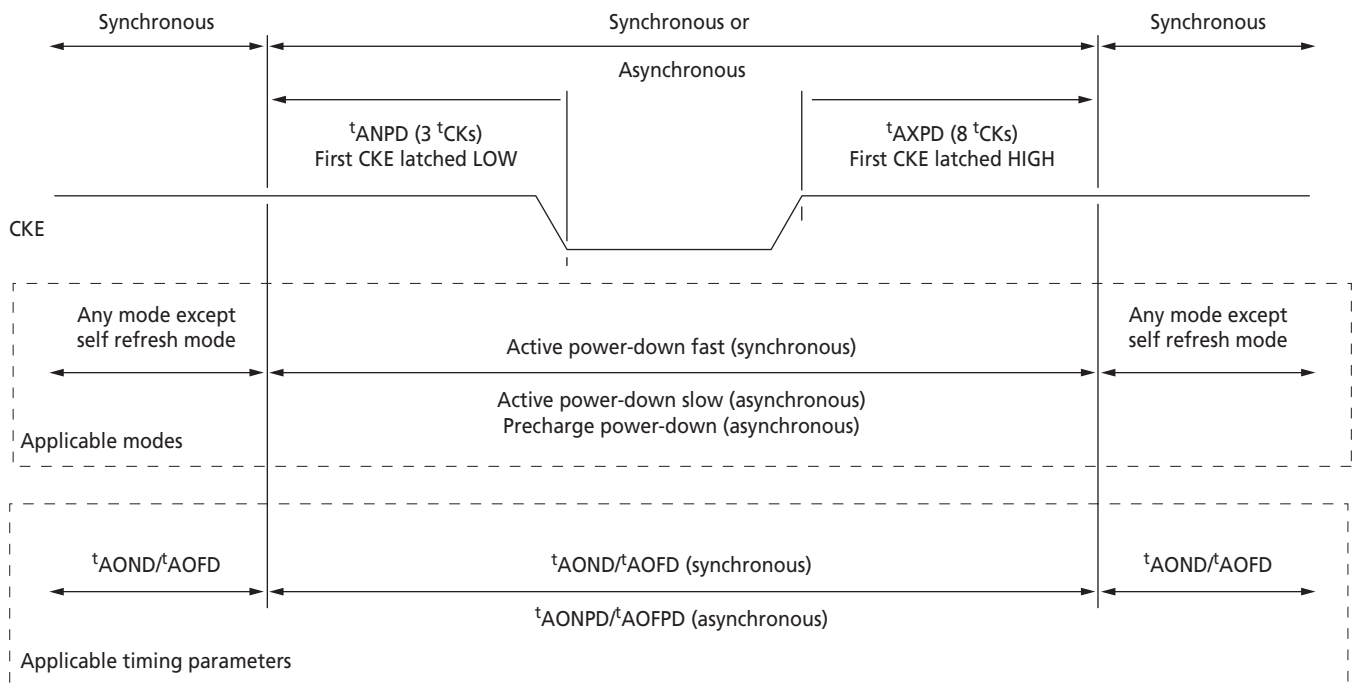 Synchronous
Synchronous or
Asynchronous
Synchronous
tANPD (3 tCKs)
First CKE latched LOW
tAXPD (8 tCKs)
First CKE latched HIGH
CKE
Any mode except
self refresh mode
Active power-down fast (synchronous)
Active power-down slow (asynchronous)
Precharge power-down (asynchronous)
Any mode except
self refresh mode
Applicable modes
tAOND/tAOFD
tAOND/tAOFD (synchronous)
tAONPD/tAOFPD (asynchronous)
tAOND/tAOFD
Applicable timing parameters